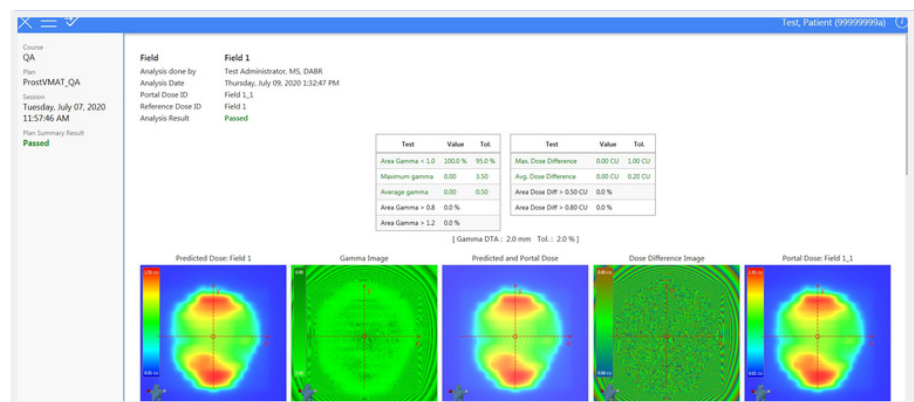 Test, Patient (99999999a)
Course
QA
Plan
ProstVMAT_QA
Session
Tuesday, July 07, 2020
11:57:46 AM
Plan Summary Result
Passed
Field Field 1
Analysis done by Test Administrator, MS, DABR
Analysis Date Thursday, July 09, 2020 1:32:47 PM
Portal Dose ID Field 1_1
Reference Dose ID Field 1
Analysis Result Passed
Test Value Tol.
Area Gamma < 1.0 100.0 % 95.0 %
Maximum gamma 0.00 3.50
Average gamma 0.00 0.50
Area Gamma > 0.8 0.0 %
Area Gamma > 1.2 0.0 %
Test Value Tol.
Max. Dose Difference 0.00 CU 1.00 CU
Avg. Dose Difference 0.00 CU 0.20 CU
Area Dose Diff > 0.50 CU 0.0 %
Area Dose Diff > 0.80 CU 0.0 %
[ Gamma DTA : 2.0 mm Tol. : 2.0 % ]
Predicted Dose: Field 1
Gamma Image
Predicted and Portal Dose
Dose Difference Image
Portal Dose: Field 1_1
0.00
0.00